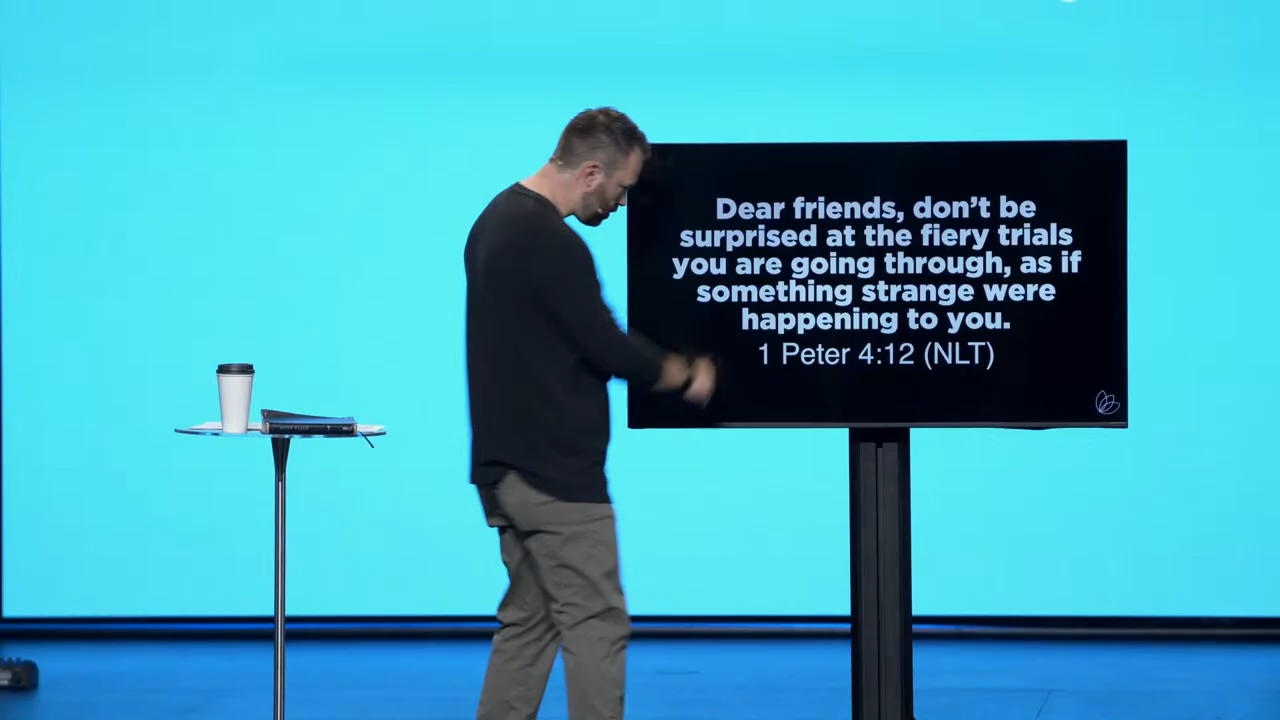 Dear friends, don't be
surprised at the fiery trials
you are going through, as if
something strange were
happening to you.
1 Peter 4:12 (NLT)